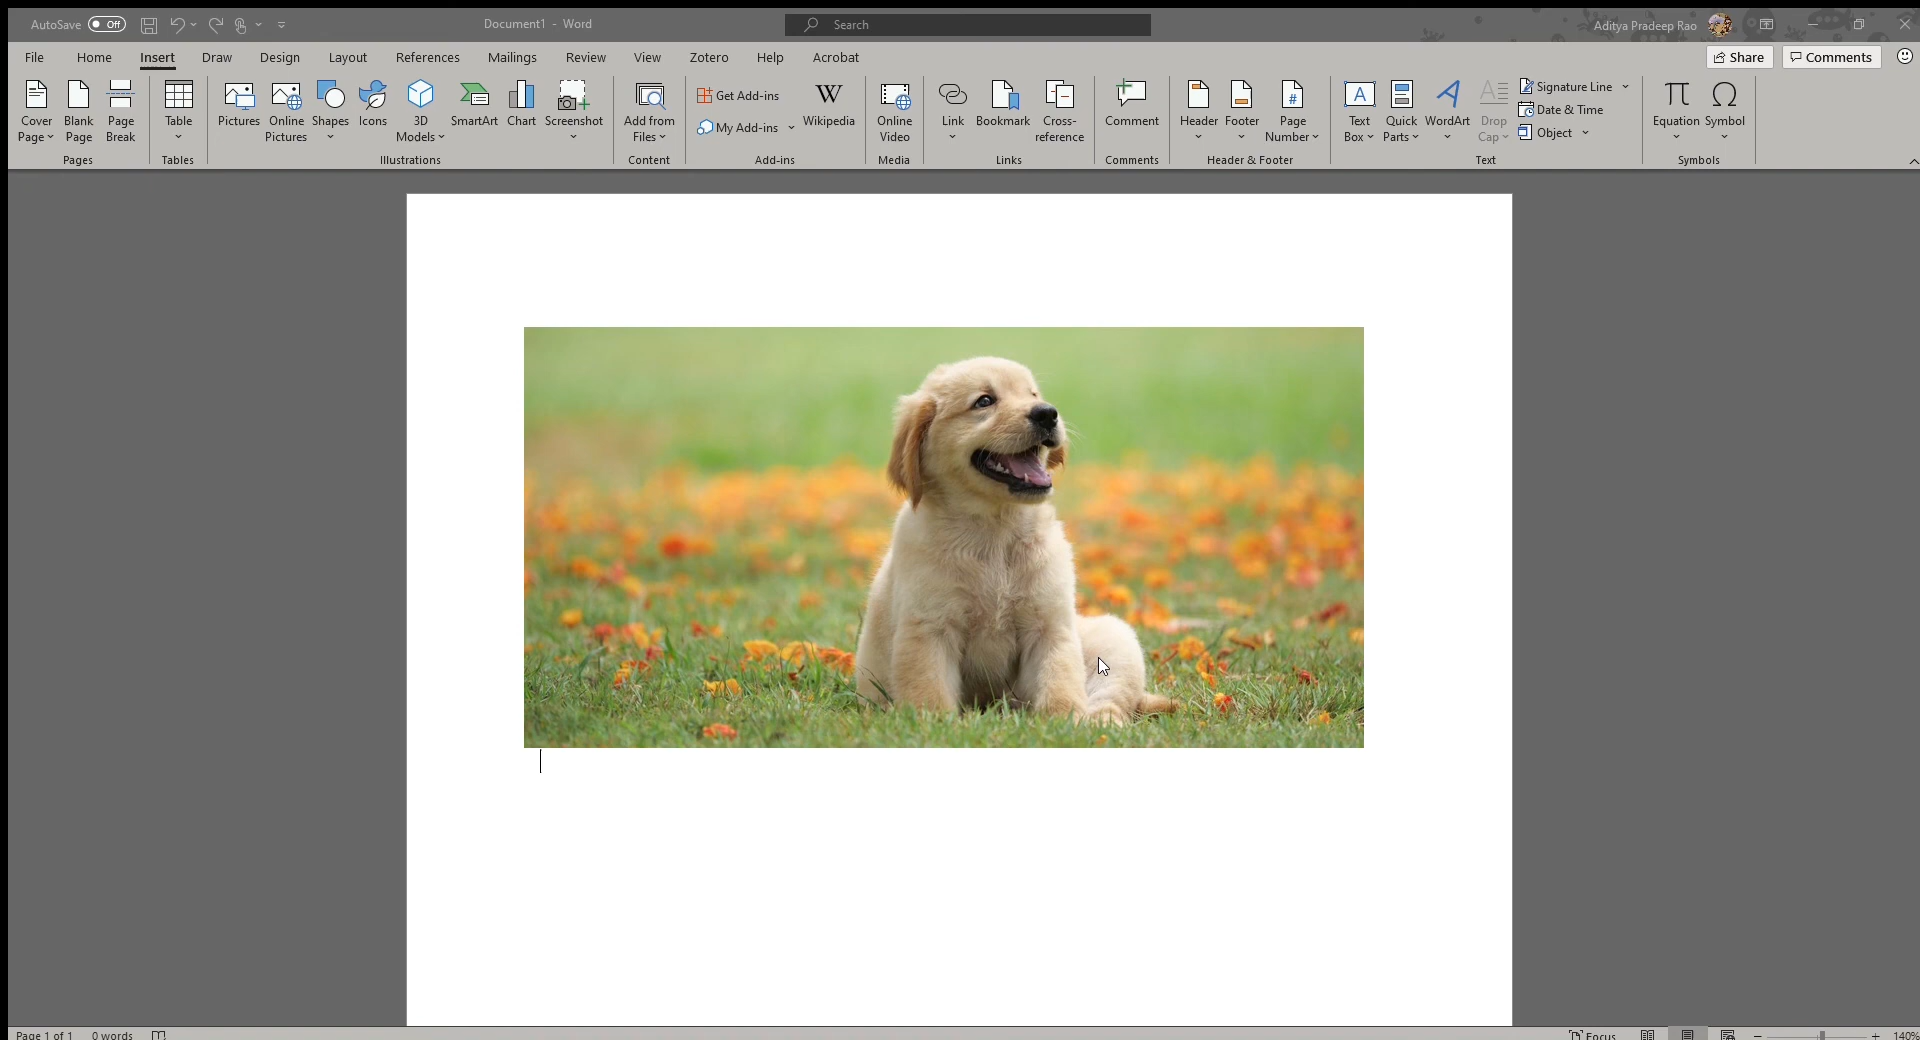 AutoSave Off Document1 - Word Search Aditya Pradeep Rao
File Home Insert Draw Design Layout References Mailings Review View Zotero Help Acrobat Share Comments
Cover Page
Blank Page
Page Break
Pages
Table
Tables
Pictures
Online Pictures
Shapes
Icons
3D Models
SmartArt
Chart
Screenshot
Illustrations
Add from Files
Content
Get Add-ins
My Add-ins
W
Wikipedia
Add-ins
Online Video
Media
Link
Bookmark
Cross-reference
Links
Comment
Comments
Header
Footer
#
Page Number
Header & Footer
A
Text Box
Quick Parts
A
WordArt
A
Drop Cap
Signature Line
Date & Time
Object
Text
π
Equation
Ω
Symbol
Symbols
Page 1 of 1 0 words Focus 140%